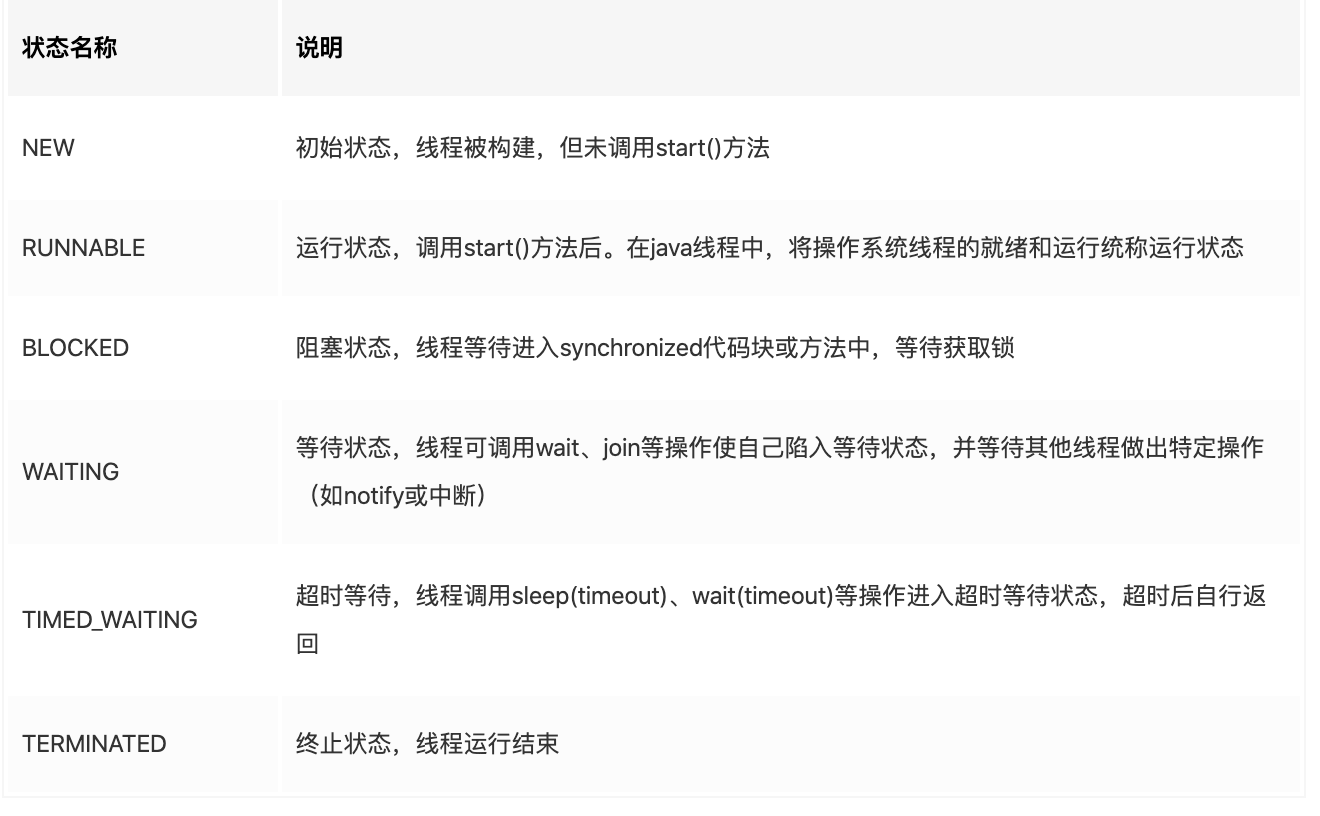 状态名称
说明
NEW
初始状态，线程被构建，但未调用start()方法
RUNNABLE
运行状态，调用start()方法后。在java线程中，将操作系统线程的就绪和运行统称运行状态
BLOCKED
阻塞状态，线程等待进入synchronized代码块或方法中，等待获取锁
WAITING
等待状态，线程可调用wait、join等操作使自己陷入等待状态，并等待其他线程做出特定操作
（如notify或中断）
TIMED_WAITING
超时等待，线程调用sleep(timeout)、wait(timeout)等操作进入超时等待状态，超时后自行返
回
TERMINATED
终止状态，线程运行结束